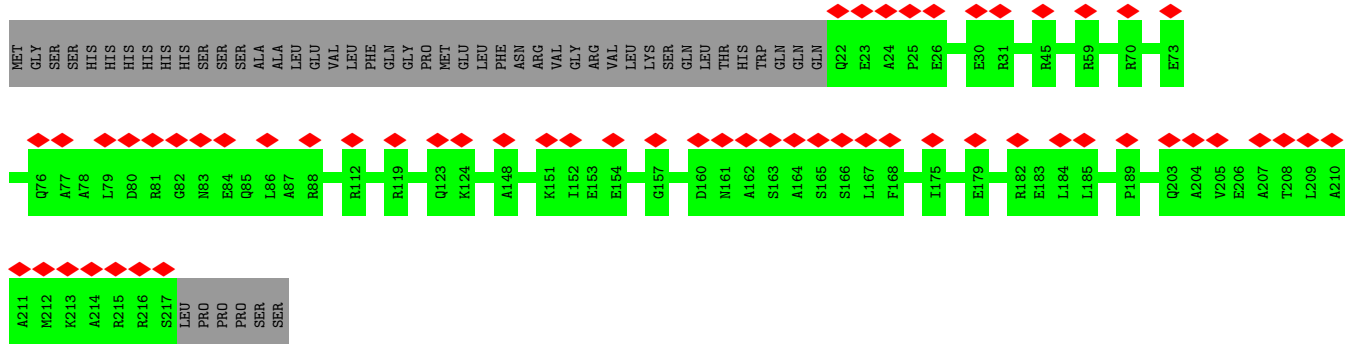 MET GLY SER SER HIS HIS HIS HIS HIS HIS SER SER SER ALA ALA LEU GLU VAL LEU PHE GLN GLY PRO MET GLU LEU PHE ASN ARG VAL GLY ARG VAL LEU LYS SER GLN LEU THR HIS TRP GLN GLN GLN Q22 E23 A24 P25 E26 E30 R31 R45 R59 R70 E73
Q76 A77 A78 L79 D80 R81 G82 N83 E84 Q85 L86 A87 R88 R112 R119 Q123 K124 A148 K151 I152 E153 E154 G157 D160 N161 A162 S163 A164 S165 S166 L167 F168 I175 E179 R182 E183 L184 L185 P189 Q203 A204 V205 E206 A207 T208 L209 A210
A211 M212 K213 A214 R215 R216 S217 LEU PRO PRO PRO SER SER